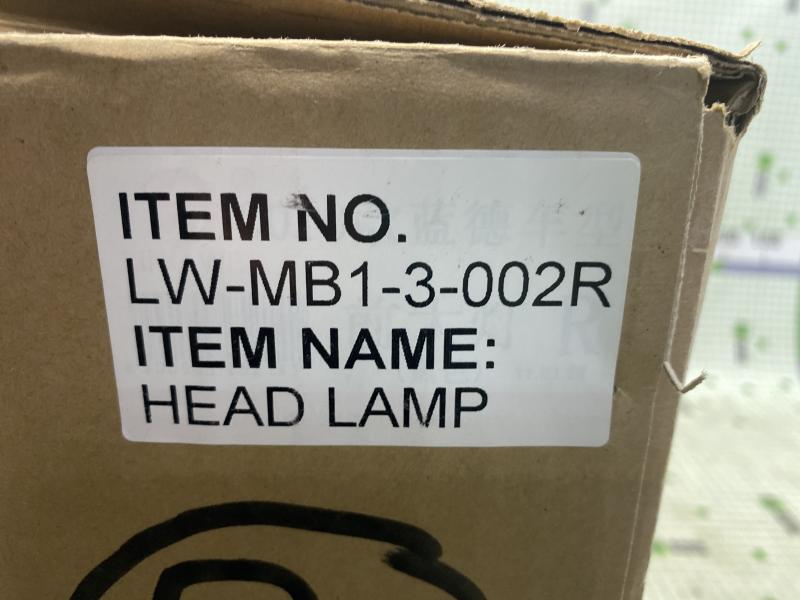 ITEM NO.
LW-MB1-3-002R
ITEM NAME:
HEAD LAMP